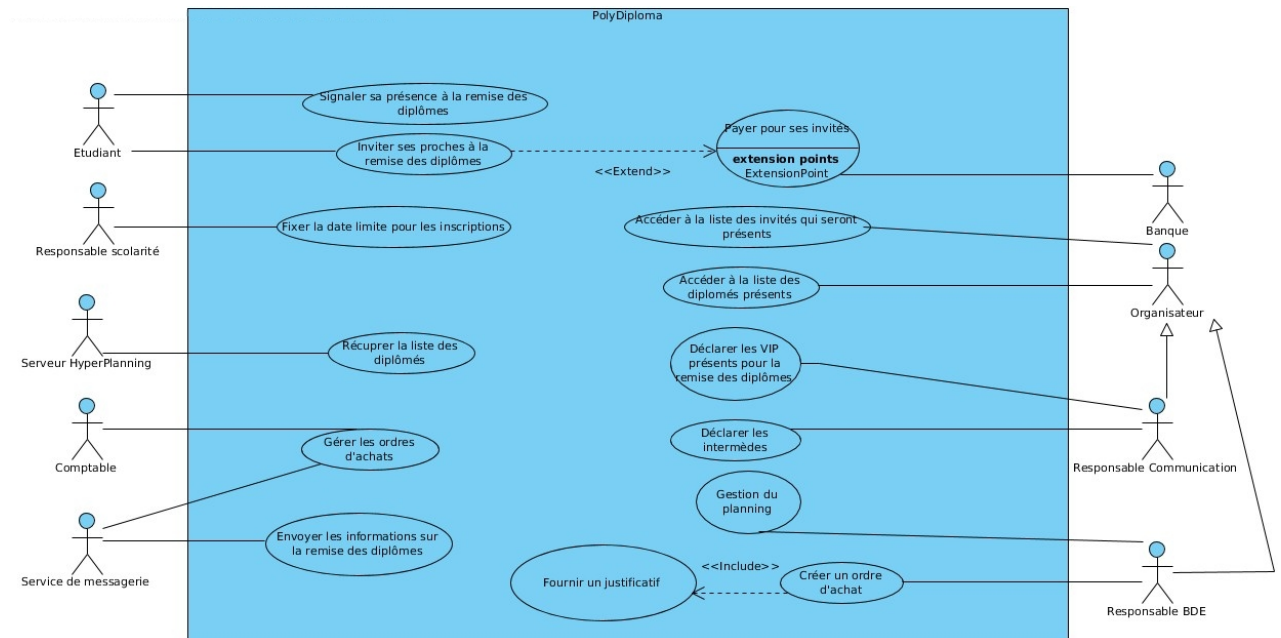 PolyDiploma
Signaler sa présence à la remise des
diplômes
Etudiant
Inviter ses proches à la
remise des diplômes
<<Extend>>
Payer pour ses invités
extension points
ExtensionPoint
Banque
Responsable scolarité
Fixer la date limite pour les inscriptions
Accéder à la liste des invités qui seront
présents
Accéder à la liste des
diplomés présents
Organisateur
Serveur HyperPlanning
Récuprer la liste des
diplômés
Déclarer les VIP
présents pour la
remise des diplômes
Comptable
Gérer les ordres
d'achats
Déclarer les
intermèdes
Responsable Communication
Gestion du
planning
Service de messagerie
Envoyer les informations sur
la remise des diplômes
Fournir un justificatif
<<Include>>
Créer un ordre
d'achat
Responsable BDE